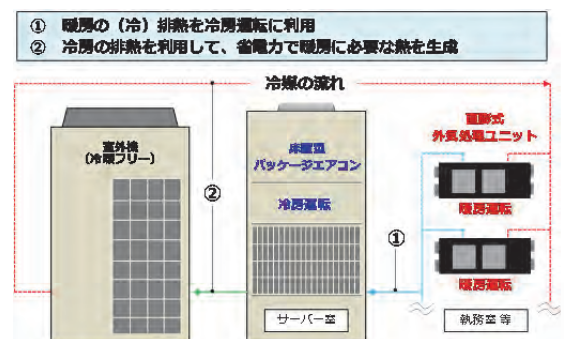 ① 暖房の（冷）排熱を冷房運転に利用
② 冷房の排熱を利用して、省電力で暖房に必要な熱を生成
冷媒の流れ
室外機
（冷暖フリー）
床置型
パッケージエアコン
冷房運転
②
①
直膨式
外気処理ユニット
暖房運転
暖房運転
サーバー室
執務室 等